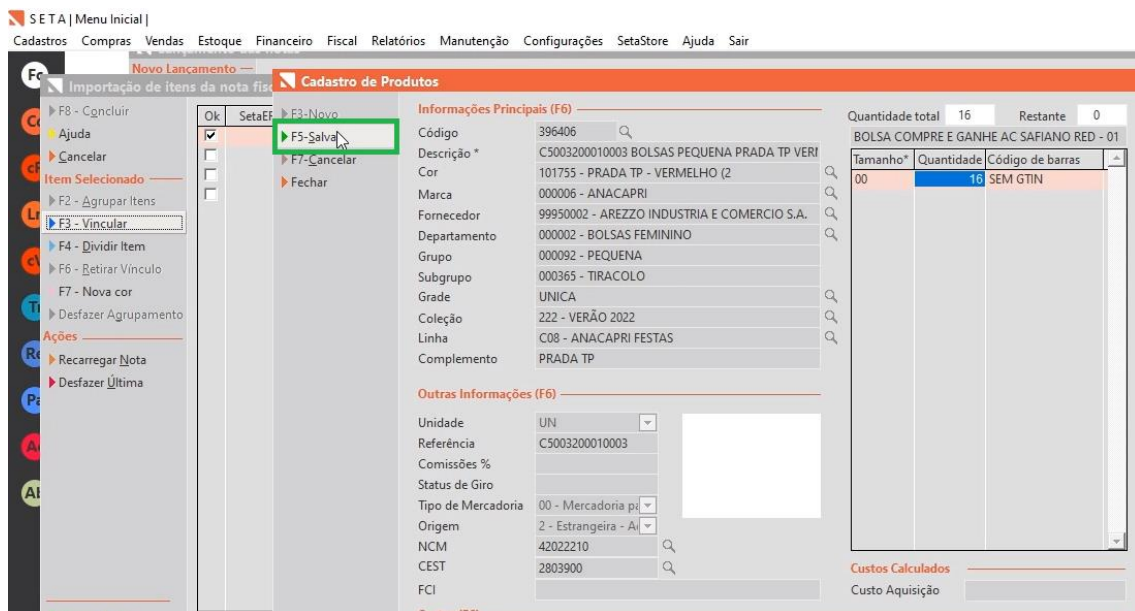 S E T A | Menu Inicial |
Cadastros Compras Vendas Estoque Financeiro Fiscal Relatórios Manutenção Configurações SetaStore Ajuda Sair
Novo Lançamento
Importação de itens da nota fisc
F8 - Concluir
Ajuda
Cancelar
Item Selecionado
F2 - Agrupar Itens
F3 - Vincular
F4 - Dividir Item
F6 - Retirar Vínculo
F7 - Nova cor
Desfazer Agrupamento
Ações
Recarregar Nota
Desfazer Última
Ok SetaEF
Cadastro de Produtos
F3-Novo
F5-Salva
F7-Cancelar
Fechar
Informações Principais (F6)
Código 396406
Descrição * C5003200010003 BOLSAS PEQUENA PRADA TP VERI
Cor 101755 - PRADA TP - VERMELHO (2
Marca 000006 - ANACAPRI
Fornecedor 99950002 - AREZZO INDUSTRIA E COMERCIO S.A.
Departamento 000002 - BOLSAS FEMININO
Grupo 000092 - PEQUENA
Subgrupo 000365 - TIRACOLO
Grade UNICA
Coleção 222 - VERÃO 2022
Linha C08 - ANACAPRI FESTAS
Complemento PRADA TP
Outras Informações (F6)
Unidade UN
Referência C5003200010003
Comissões %
Status de Giro
Tipo de Mercadoria 00 - Mercadoria pa
Origem 2 - Estrangeira - A
NCM 42022210
CEST 2803900
FCI
Quantidade total 16 Restante 0
BOLSA COMPRE E GANHE AC SAFIANO RED - 01
Tamanho* Quantidade Código de barras
00 16 SEM GTIN
Custos Calculados
Custo Aquisição